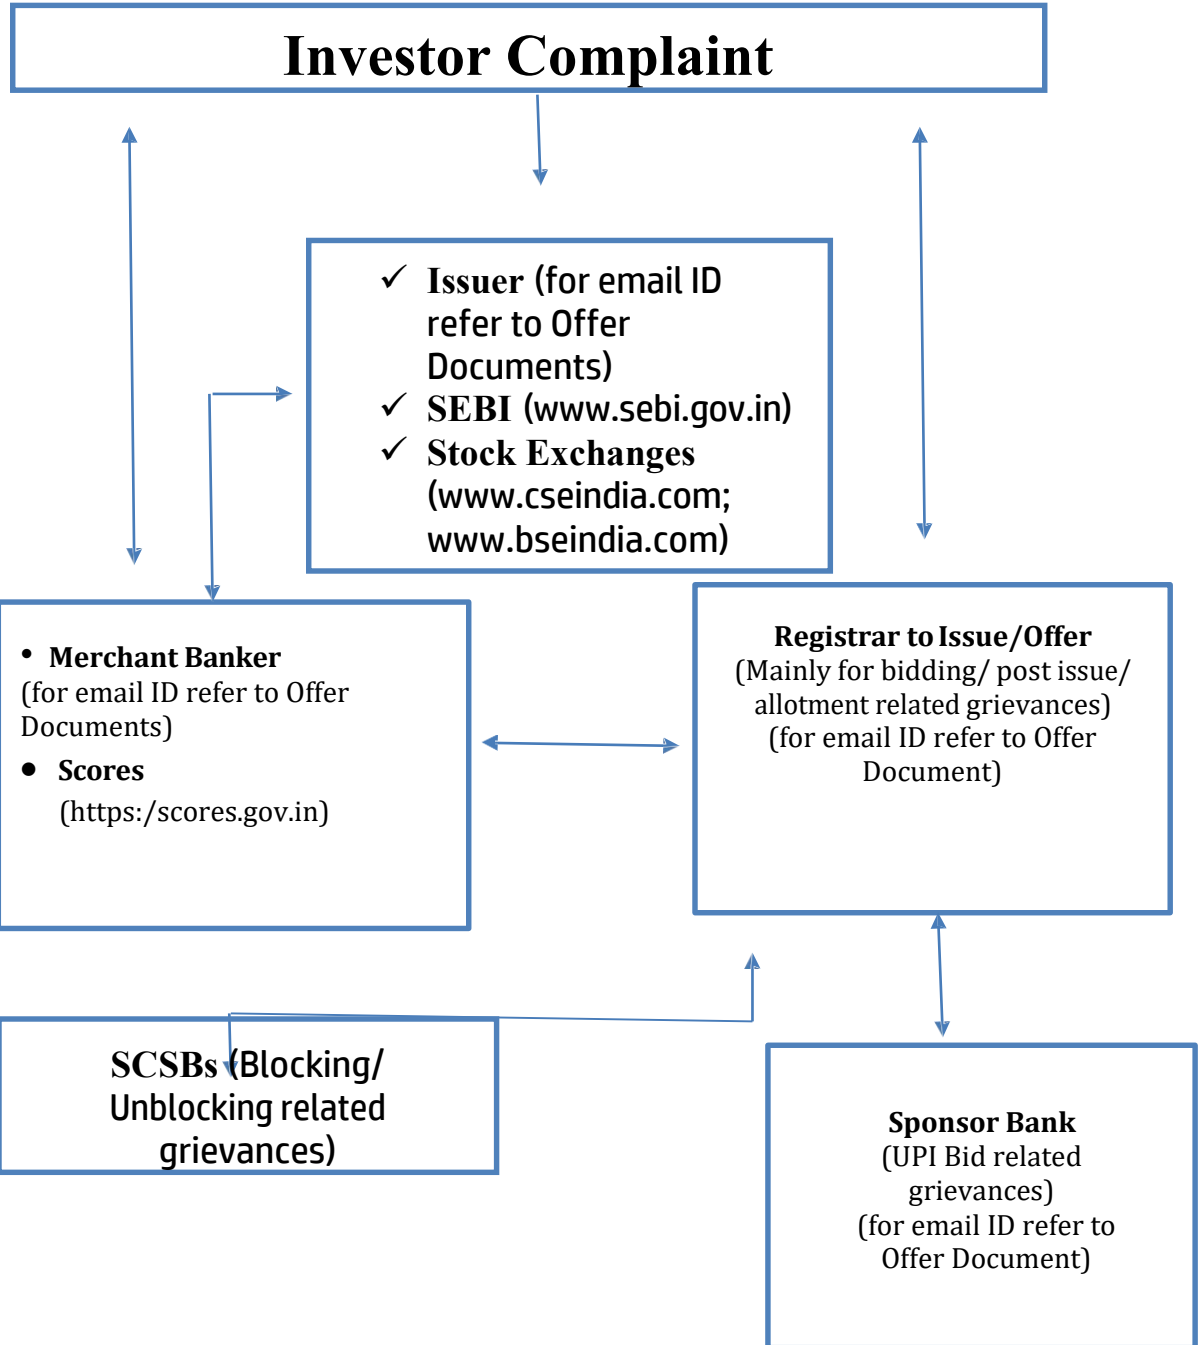 Investor Complaint
✓ Issuer (for email ID
refer to Offer
Documents)
✓ SEBI (www.sebi.gov.in)
✓ Stock Exchanges
(www.cseindia.com;
www.bseindia.com)
• Merchant Banker
(for email ID refer to Offer
Documents)
• Scores
(https:/scores.gov.in)
Registrar to Issue/Offer
(Mainly for bidding/ post issue/
allotment related grievances)
(for email ID refer to Offer
Document)
SCSBs (Blocking/
Unblocking related
grievances)
Sponsor Bank
(UPI Bid related
grievances)
(for email ID refer to
Offer Document)